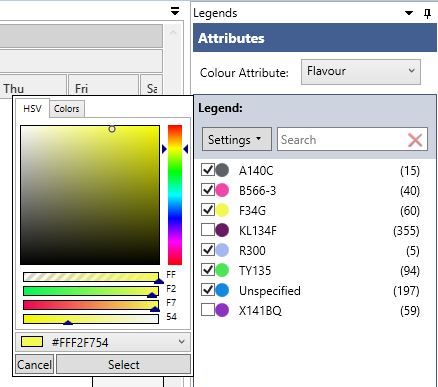 Legends
Attributes
Colour Attribute: Flavour
Thu Fri Sa
Legend:
Settings Search
A140C (15)
B566-3 (40)
F34G (60)
KL134F (355)
R300 (5)
TY135 (94)
Unspecified (197)
X141BQ (59)
HSV Colors
FF
F2
F7
54
#FFF2F754
Cancel Select